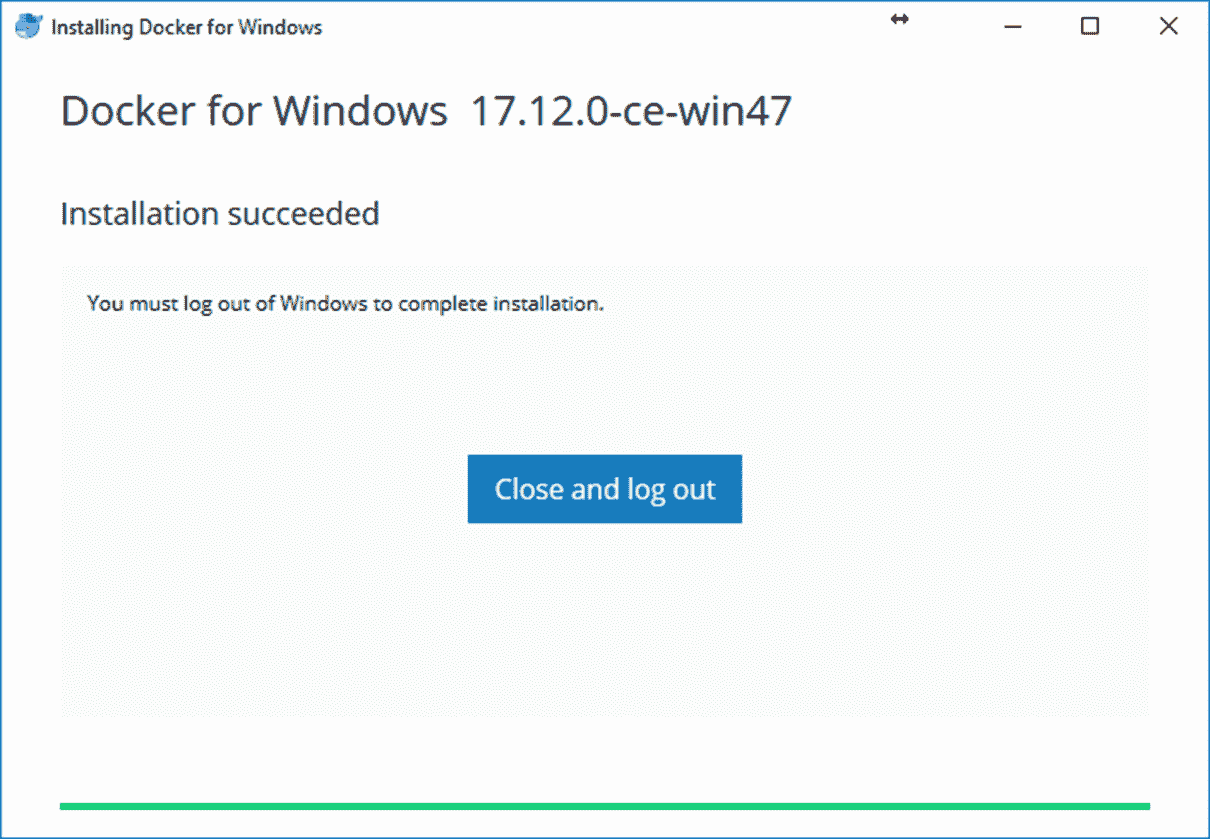 Installing Docker for Windows
Docker for Windows 17.12.0-ce-win47
Installation succeeded
You must log out of Windows to complete installation.
Close and log out